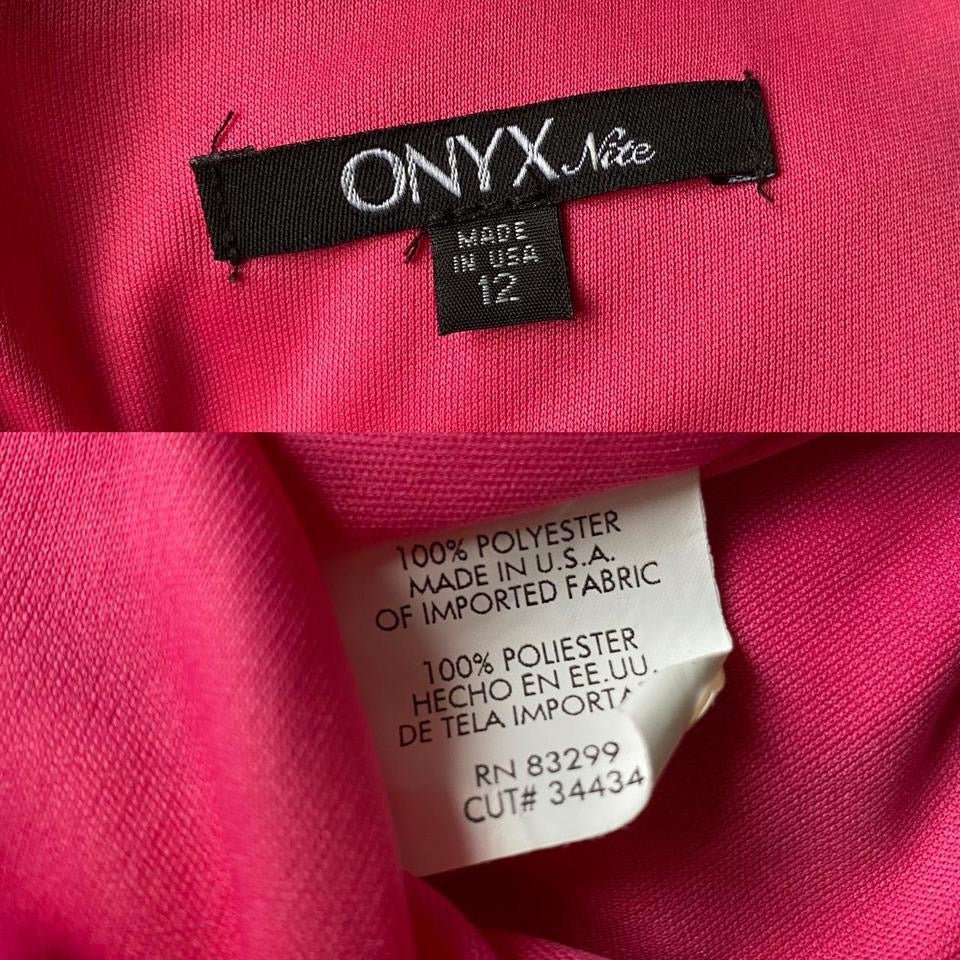 ONYX Nite
MADE
IN USA
12
100% POLYESTER
MADE IN U.S.A.
OF IMPORTED FABRIC
100% POLIESTER
HECHO EN EE.UU.
DE TELA
RN 83299
CUT# 34434